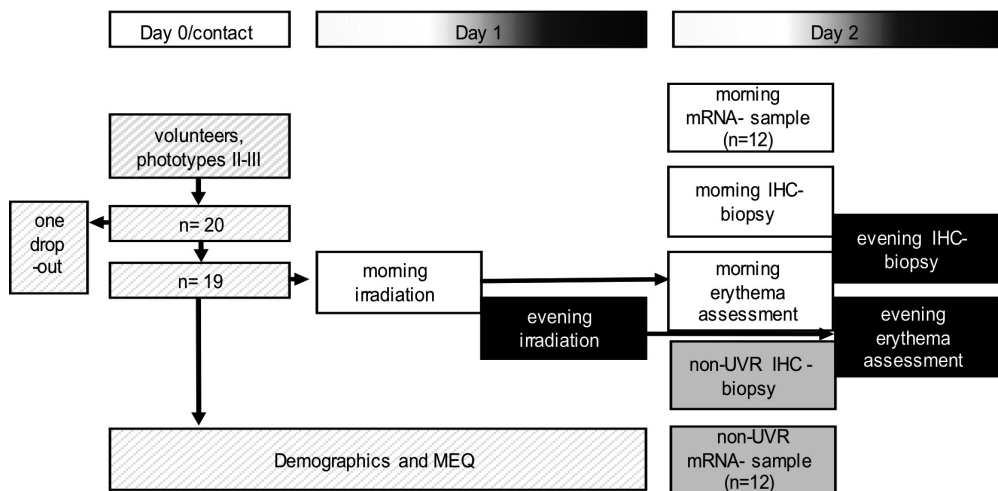 Day 0/contact
Day 1
Day 2
volunteers,
phototypes II-III
one
drop
-out
n= 20
n= 19
morning
irradiation
evening
irradiation
morning
mRNA- sample
(n=12)
morning IHC-
biopsy
evening IHC-
biopsy
morning
erythema
assessment
evening
erythema
assessment
non-UVR IHC -
biopsy
Demographics and MEQ
non-UVR
mRNA- sample
(n=12)